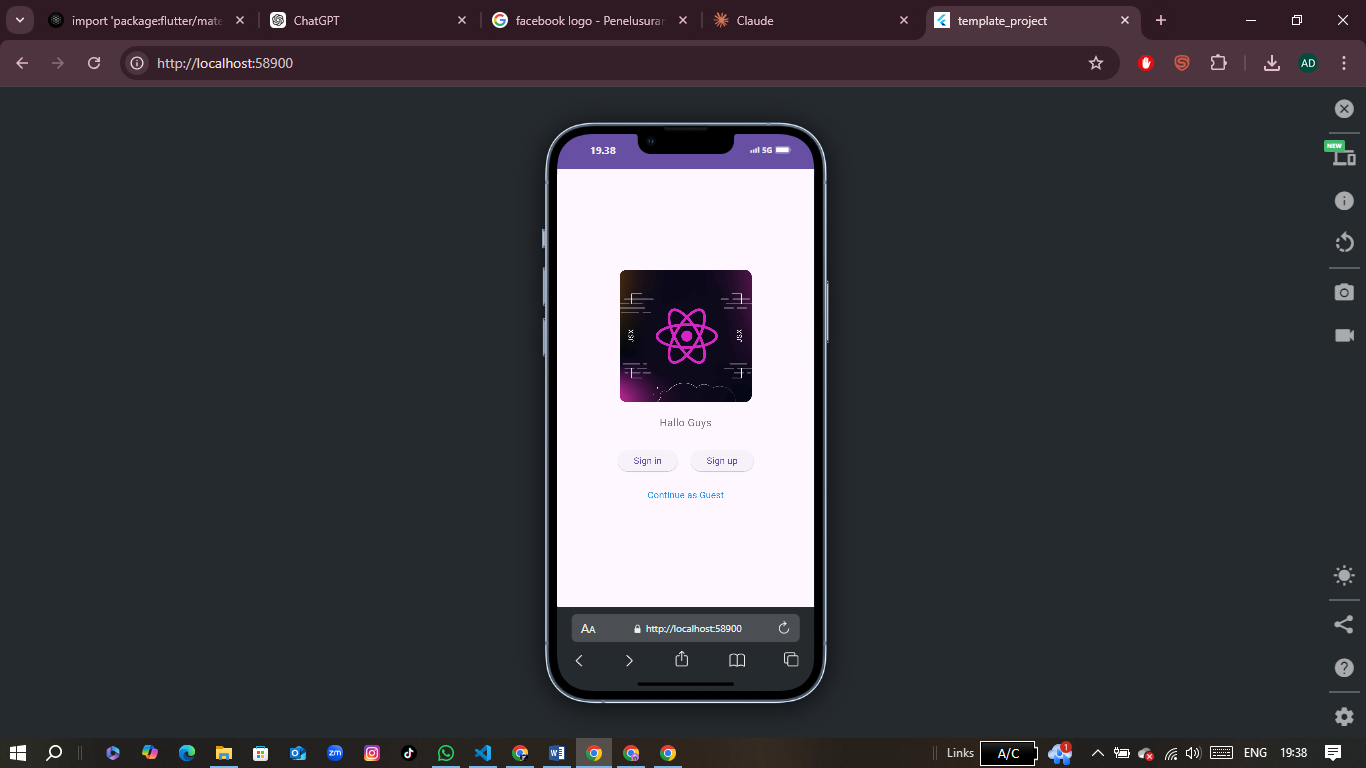 import 'package:flutter/mate
ChatGPT
facebook logo - Penelusuran
Claude
template_project
http://localhost:58900
AD
NEW
19.38
5G
JSX
JSX
Hallo Guys
Sign in
Sign up
Continue as Guest
AA
http://localhost:58900
zm
W
Links
A/C
1
ENG
19:38